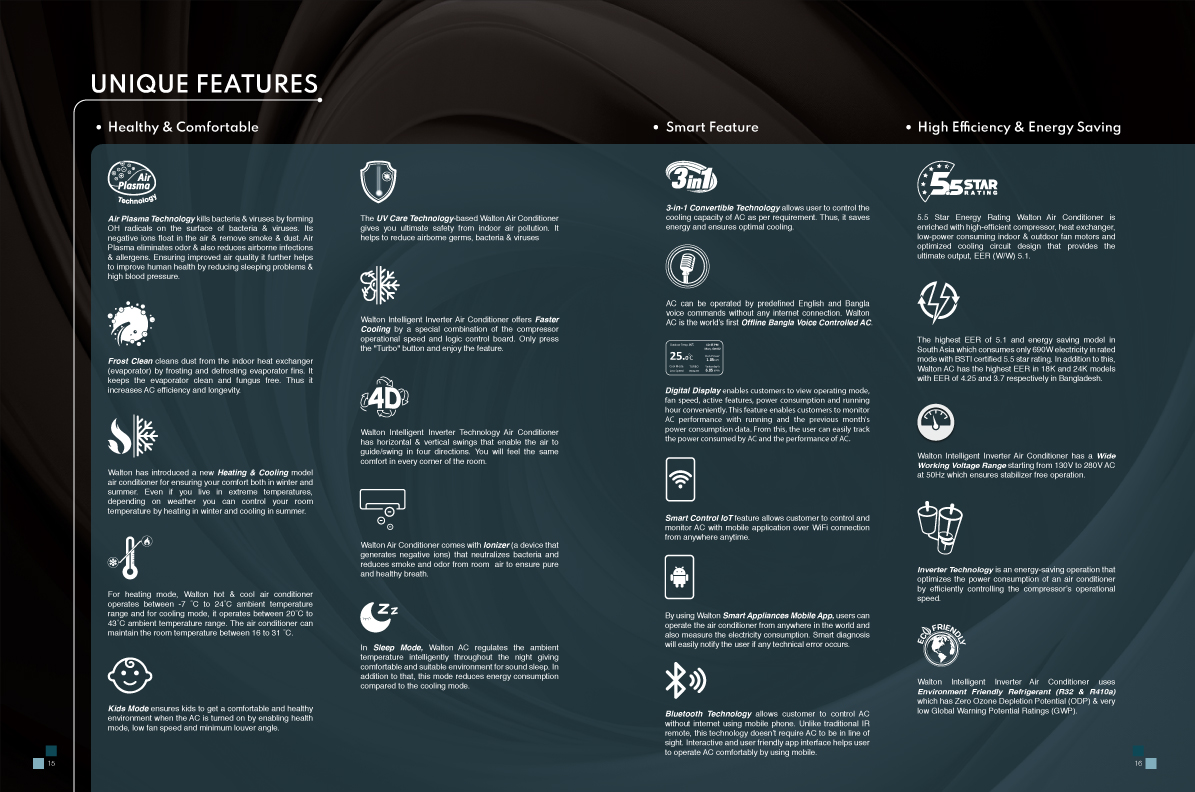 UNIQUE FEATURES
• Healthy & Comfortable
Air
Plasma
Technology
Air Plasma Technology kills bacteria & viruses by forming
OH radicals on the surface of bacteria & viruses. Its
negative ions float in the air & remove smoke & dust. Air
Plasma eliminates odor & also reduces airborne infections
& allergens. Ensuring improved air quality it further helps
to improve human health by reducing sleeping problems &
high blood pressure.
Frost Clean cleans dust from the indoor heat exchanger
(evaporator) by frosting and defrosting evaporator fins. It
keeps the evaporator clean and fungus free. Thus it
increases AC efficiency and longevity.
Walton has introduced a new Heating & Cooling model
air conditioner for ensuring your comfort both in winter and
summer. Even if you live in extreme temperatures,
depending on weather you can control your room
temperature by heating in winter and cooling in summer.
For heating mode, Walton hot & cool air conditioner
operates between -7 ˚C to 24˚C ambient temperature
range and for cooling mode, it operates between 20˚C to
43˚C ambient temperature range. The air conditioner can
maintain the room temperature between 16 to 31 ˚C.
Kids Mode ensures kids to get a comfortable and healthy
environment when the AC is turned on by enabling health
mode, low fan speed and minimum louver angle.
The UV Care Technology-based Walton Air Conditioner
gives you ultimate safety from indoor air pollution. It
helps to reduce airborne germs, bacteria & viruses
Walton Intelligent Inverter Air Conditioner offers Faster
Cooling by a special combination of the compressor
operational speed and logic control board. Only press
the "Turbo" button and enjoy the feature.
4D
Walton Intelligent Inverter Technology Air Conditioner
has horizontal & vertical swings that enable the air to
guide/swing in four directions. You will feel the same
comfort in every corner of the room.
Walton Air Conditioner comes with Ionizer (a device that
generates negative ions) that neutralizes bacteria and
reduces smoke and odor from room air to ensure pure
and healthy breath.
Z Z Z
In Sleep Mode, Walton AC regulates the ambient
temperature intelligently throughout the night giving
comfortable and suitable environment for sound sleep. In
addition to that, this mode reduces energy consumption
compared to the cooling mode.
15
• Smart Feature
3in1
3-in-1 Convertible Technology allows user to control the
cooling capacity of AC as per requirement. Thus, it saves
energy and ensures optimal cooling.
AC can be operated by predefined English and Bangla
voice commands without any internet connection. Walton
AC is the world's first Offline Bangla Voice Controlled AC.
25.0°C
Digital Display enables customers to view operating mode,
fan speed, active features, power consumption and running
hour conveniently. This feature enables customers to monitor
AC performance with running and the previous month's
power consumption data. From this, the user can easily track
the power consumed by AC and the performance of AC.
Smart Control IoT feature allows customer to control and
monitor AC with mobile application over WiFi connection
from anywhere anytime.
By using Walton Smart Appliances Mobile App, users can
operate the air conditioner from anywhere in the world and
also measure the electricity consumption. Smart diagnosis
will easily notify the user if any technical error occurs.
Bluetooth Technology allows customer to control AC
without internet using mobile phone. Unlike traditional IR
remote, this technology doesn't require AC to be in line of
sight. Interactive and user friendly app interface helps user
to operate AC comfortably by using mobile.
• High Efficiency & Energy Saving
5.5 STAR
RATING
5.5 Star Energy Rating Walton Air Conditioner is
enriched with high-efficient compressor, heat exchanger,
low-power consuming indoor & outdoor fan motors and
optimized cooling circuit design that provides the
ultimate output, EER (W/W) 5.1.
The highest EER of 5.1 and energy saving model in
South Asia which consumes only 690W electricity in rated
mode with BSTI certified 5.5 star rating. In addition to this,
Walton AC has the highest EER in 18K and 24K models
with EER of 4.25 and 3.7 respectively in Bangladesh.
Walton Intelligent Inverter Air Conditioner has a Wide
Working Voltage Range starting from 130V to 280V AC
at 50Hz which ensures stabilizer free operation.
Inverter Technology is an energy-saving operation that
optimizes the power consumption of an air conditioner
by efficiently controlling the compressor's operational
speed.
ECO FRIENDLY
Walton Intelligent Inverter Air Conditioner uses
Environment Friendly Refrigerant (R32 & R410a)
which has Zero Ozone Depletion Potential (ODP) & very
low Global Warning Potential Ratings (GWP).
16